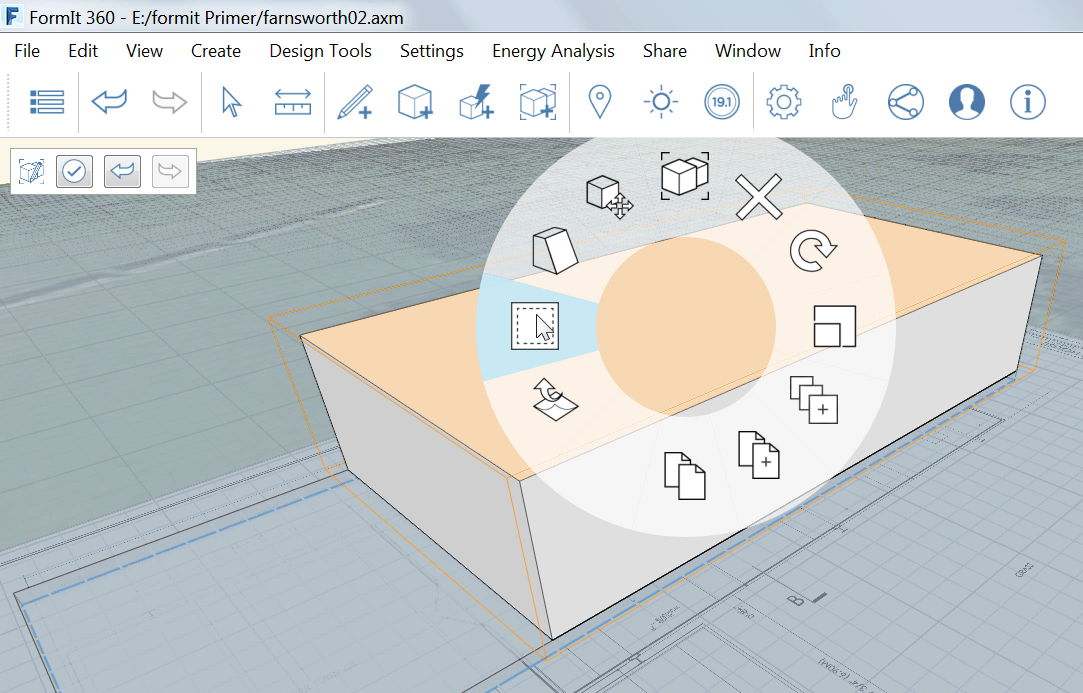 FormIt 360 - E:/formit Primer/farnsworth02.axm
File Edit View Create Design Tools Settings Energy Analysis Share Window Info
19.1
B